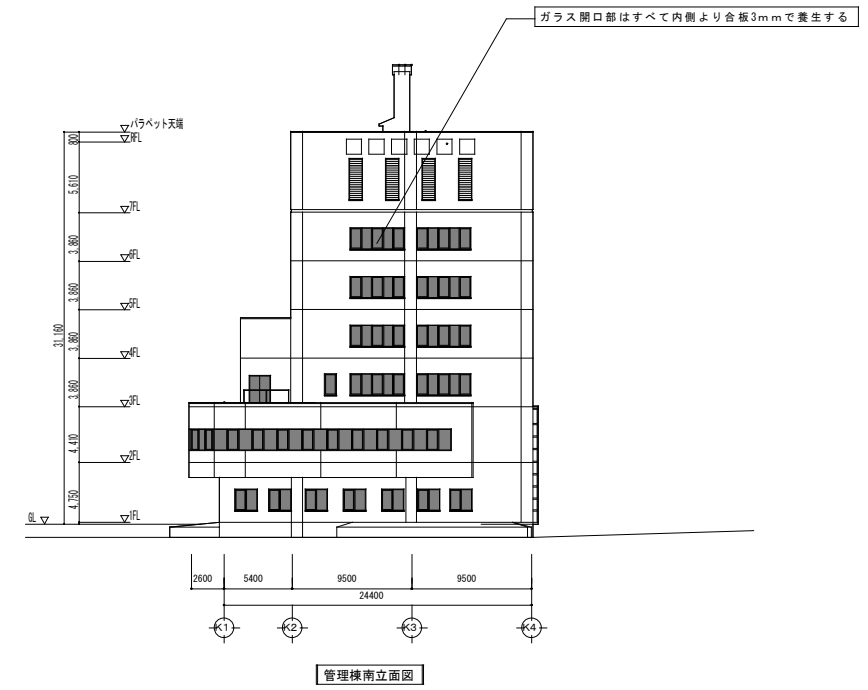 ガラス開口部はすべて内側より合板3mmで養生する
パラペット天端
RFL
800
5,610
7FL
3,860
6FL
3,860
5FL
31,160
3,860
4FL
3,860
3FL
4,410
2FL
4,750
GL
1FL
2600
5400
9500
9500
24400
K1
K2
K3
K4
管理棟南立面図